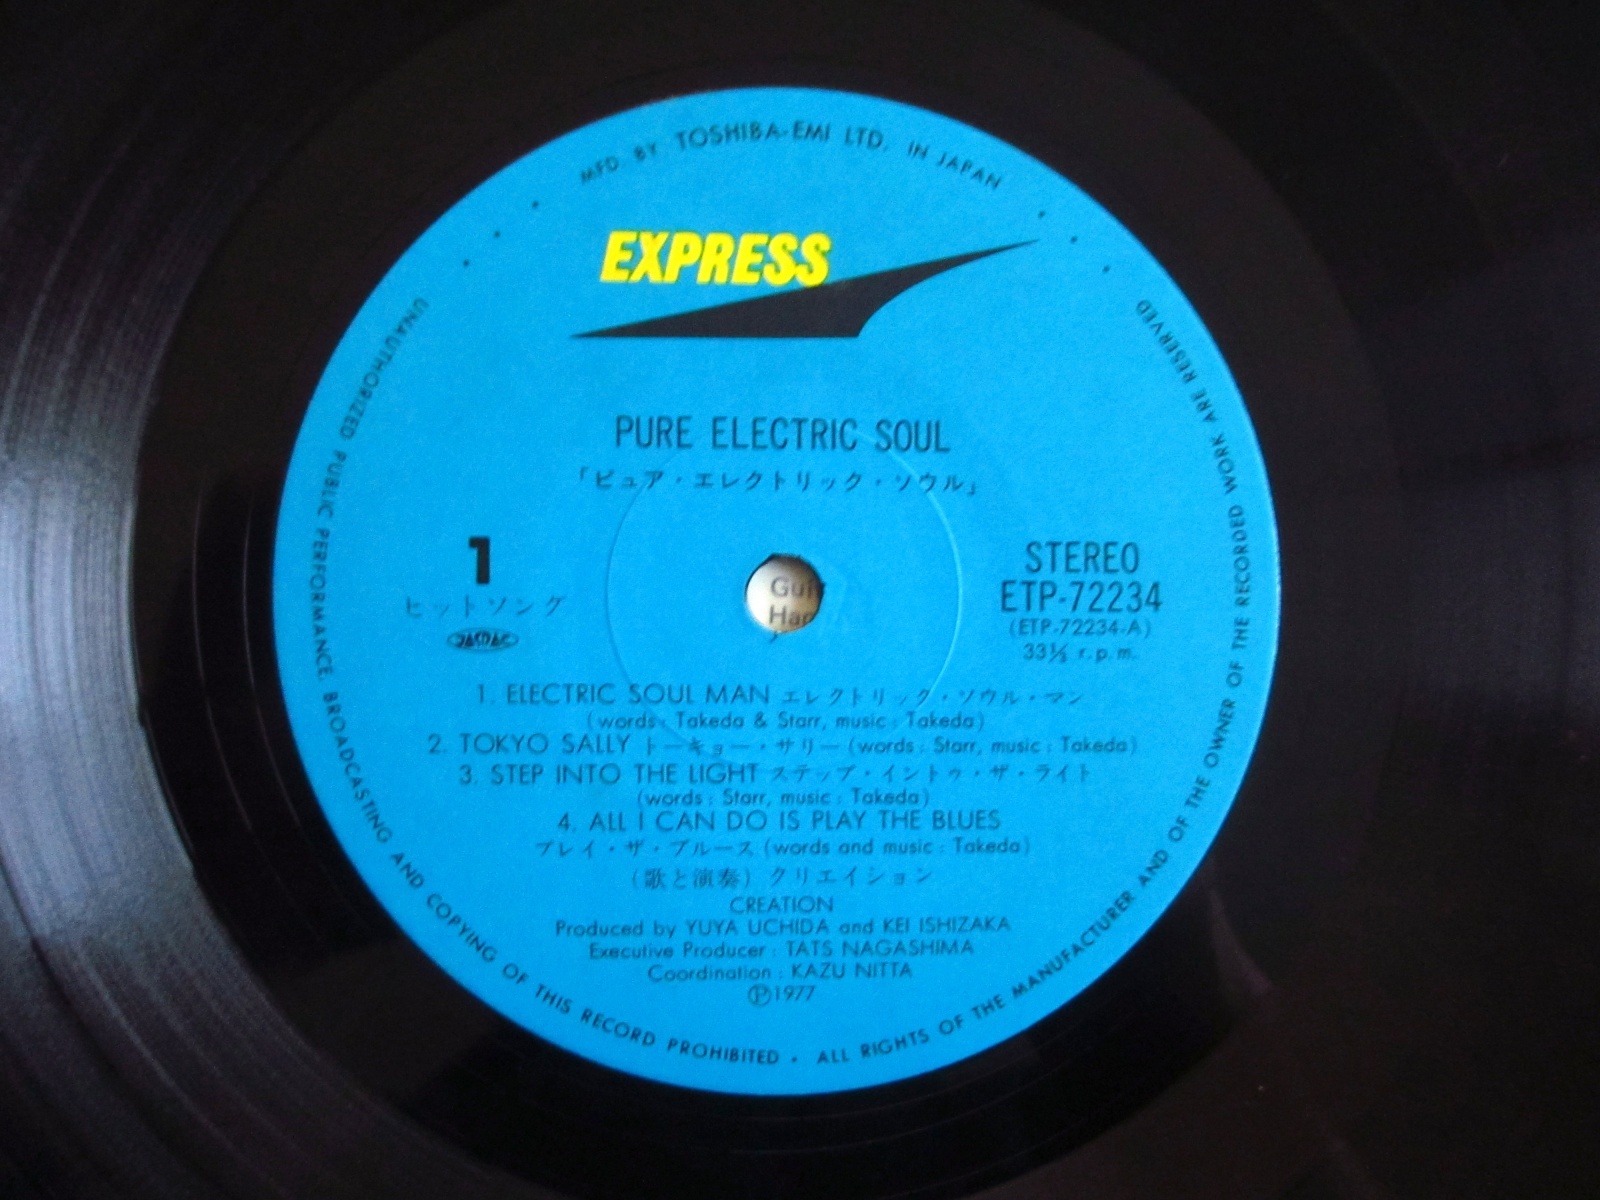 MFD BY TOSHIBA-EMI LTD. IN JAPAN
EXPRESS
PURE ELECTRIC SOUL
「ピュア・エレクトリック・ソウル」
1
ヒットソング
JASRAC
STEREO
ETP-72234
(ETP-72234-A)
33⅓ r.p.m.
1. ELECTRIC SOUL MAN エレクトリック・ソウル・マン
(words : Takeda & Starr, music : Takeda)
2. TOKYO SALLY トーキョー・サリー (words : Starr, music : Takeda)
3. STEP INTO THE LIGHT ステップ・イントゥ・ザ・ライト
(words : Starr, music : Takeda)
4. ALL I CAN DO IS PLAY THE BLUES
プレイ・ザ・ブルース (words and music : Takeda)
(歌と演奏) クリエイション
CREATION
Produced by YUYA UCHIDA and KEI ISHIZAKA
Executive Producer : TATS NAGASHIMA
Coordination : KAZU NITTA
Ⓟ1977
UNAUTHORIZED PUBLIC PERFORMANCE, BROADCASTING AND COPYING OF THIS RECORD PROHIBITED • ALL RIGHTS OF THE MANUFACTURER AND OF THE OWNER OF THE RECORDED WORK ARE RESERVED